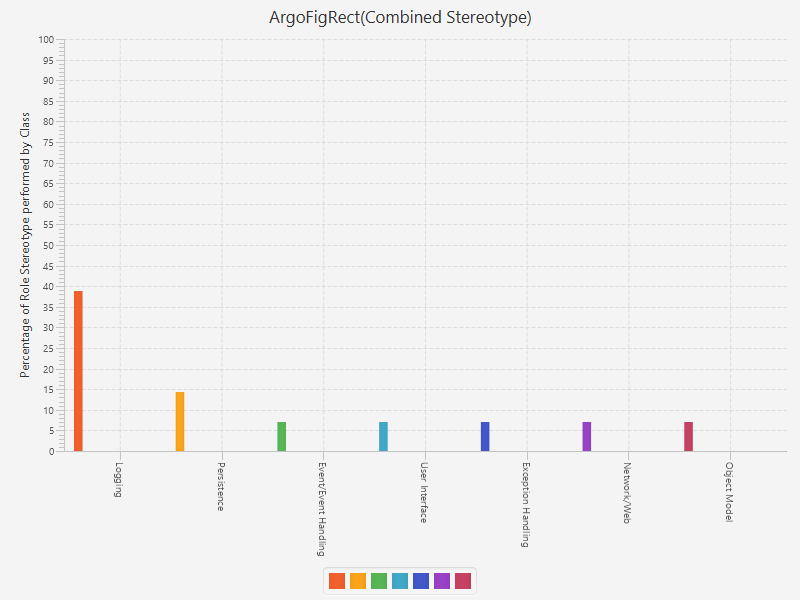 ArgoFigRect(Combined Stereotype)
Percentage of Role Stereotype performed by Class
100
95
90
85
80
75
70
65
60
55
50
45
40
35
30
25
20
15
10
5
0
Logging
Persistence
Event/Event Handling
User Interface
Exception Handling
Network/Web
Object Model